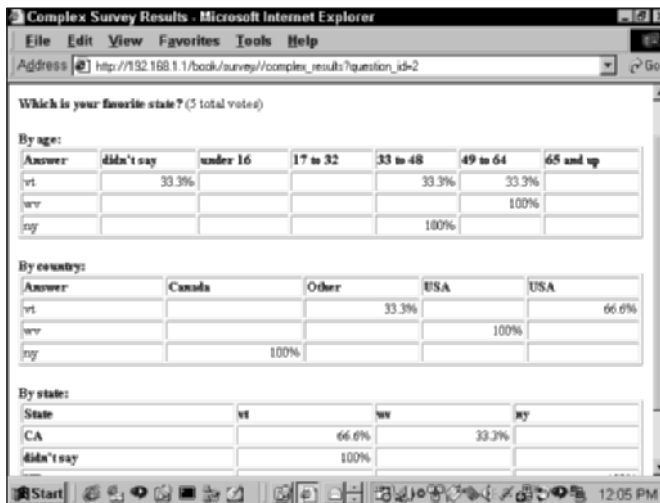 Complex Survey Results - Microsoft Internet Explorer
File Edit View Favorites Tools Help
Address http://192.168.1.1/book/survey//complex_results?question_id=2 Go
Which is your favorite state? (5 total votes)
By age:
Answer didn't say under 16 17 to 32 33 to 48 49 to 64 65 and up
vt 33.3% 33.3% 33.3%
wv 100%
ny 100%
By country:
Answer Canada Other USA USA
vt 33.3% 66.6%
wv 100%
ny 100%
By state:
State vt wv ny
CA 66.6% 33.3%
didn't say 100%
Start 12:05 PM